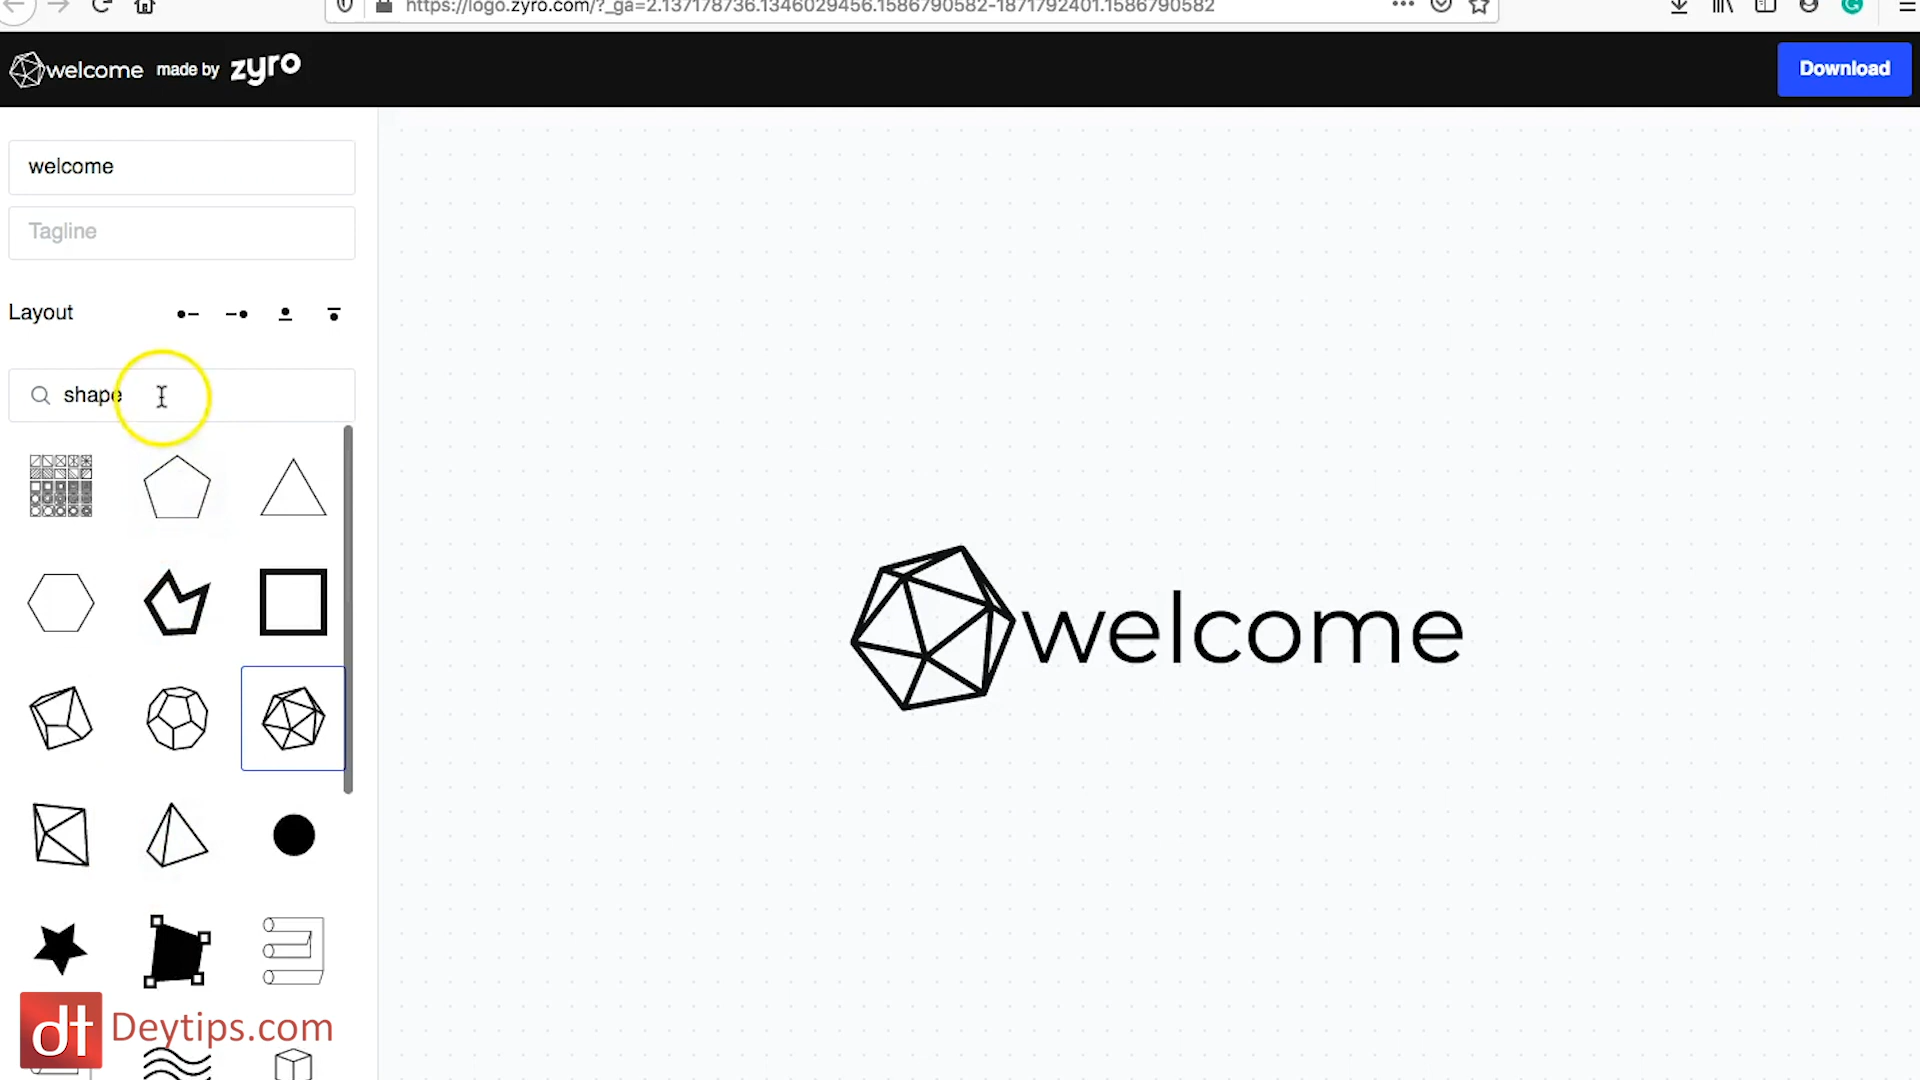 https://logo.zyro.com/?_ga=2.137178736.1346029456.1586790582-1871792401.1586790582
welcome made by zyro
Download
welcome
Tagline
Layout
shape
welcome
dt Deytips.com